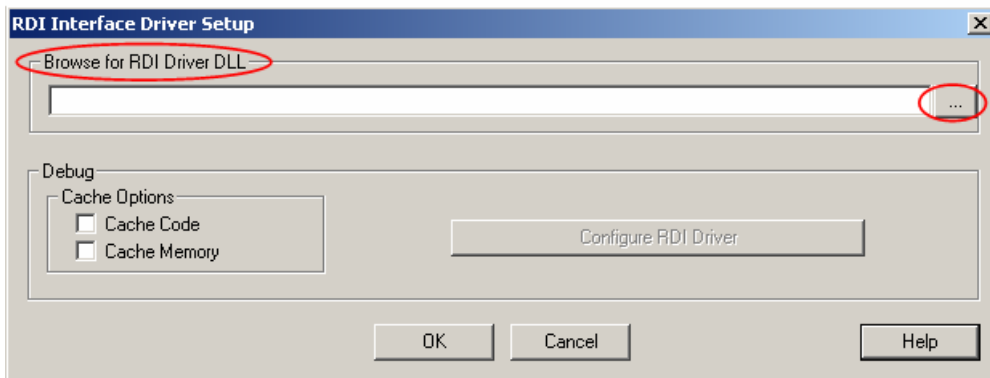 RDI Interface Driver Setup
Browse for RDI Driver DLL
...
Debug
Cache Options
Cache Code
Cache Memory
Configure RDI Driver
OK Cancel Help